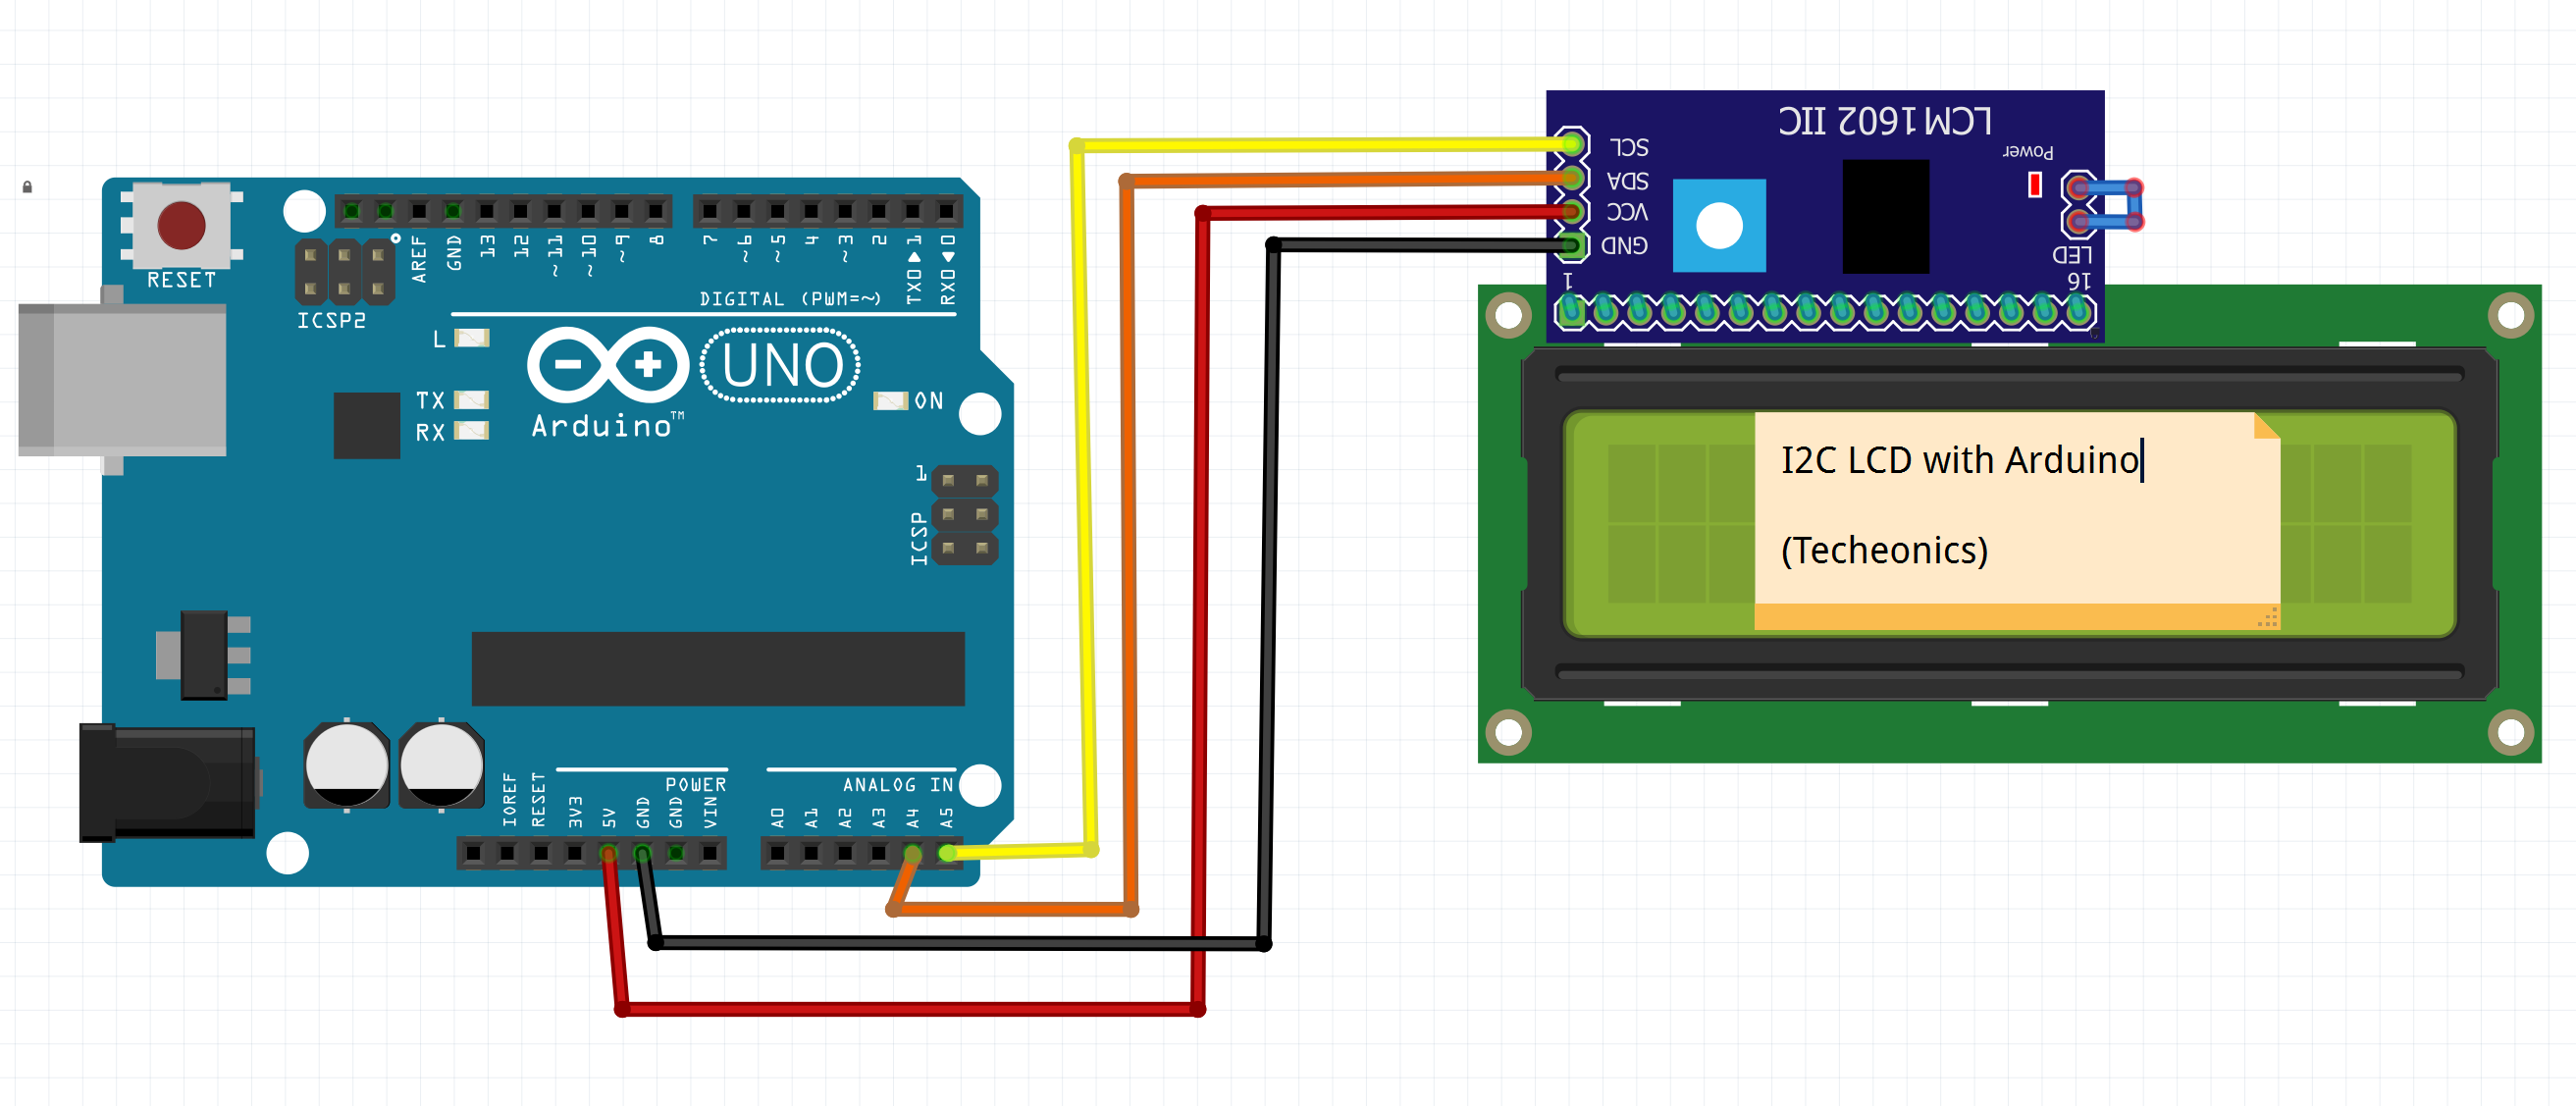 LCM1602 IIC
SCL
SDA
VCC
GND
Power
LED
1
16
RESET
ICSP2
AREF
GND
13
12
~11
~10
~9
8
7
~6
~5
4
~3
2
TX0▶1
RX0◀0
DIGITAL (PWM=~)
L
TX
RX
Arduino™
UNO
ON
1
ICSP
I2C LCD with Arduino
(Techeonics)
POWER
ANALOG IN
IOREF
RESET
3V3
5V
GND
GND
VIN
A0
A1
A2
A3
A4
A5